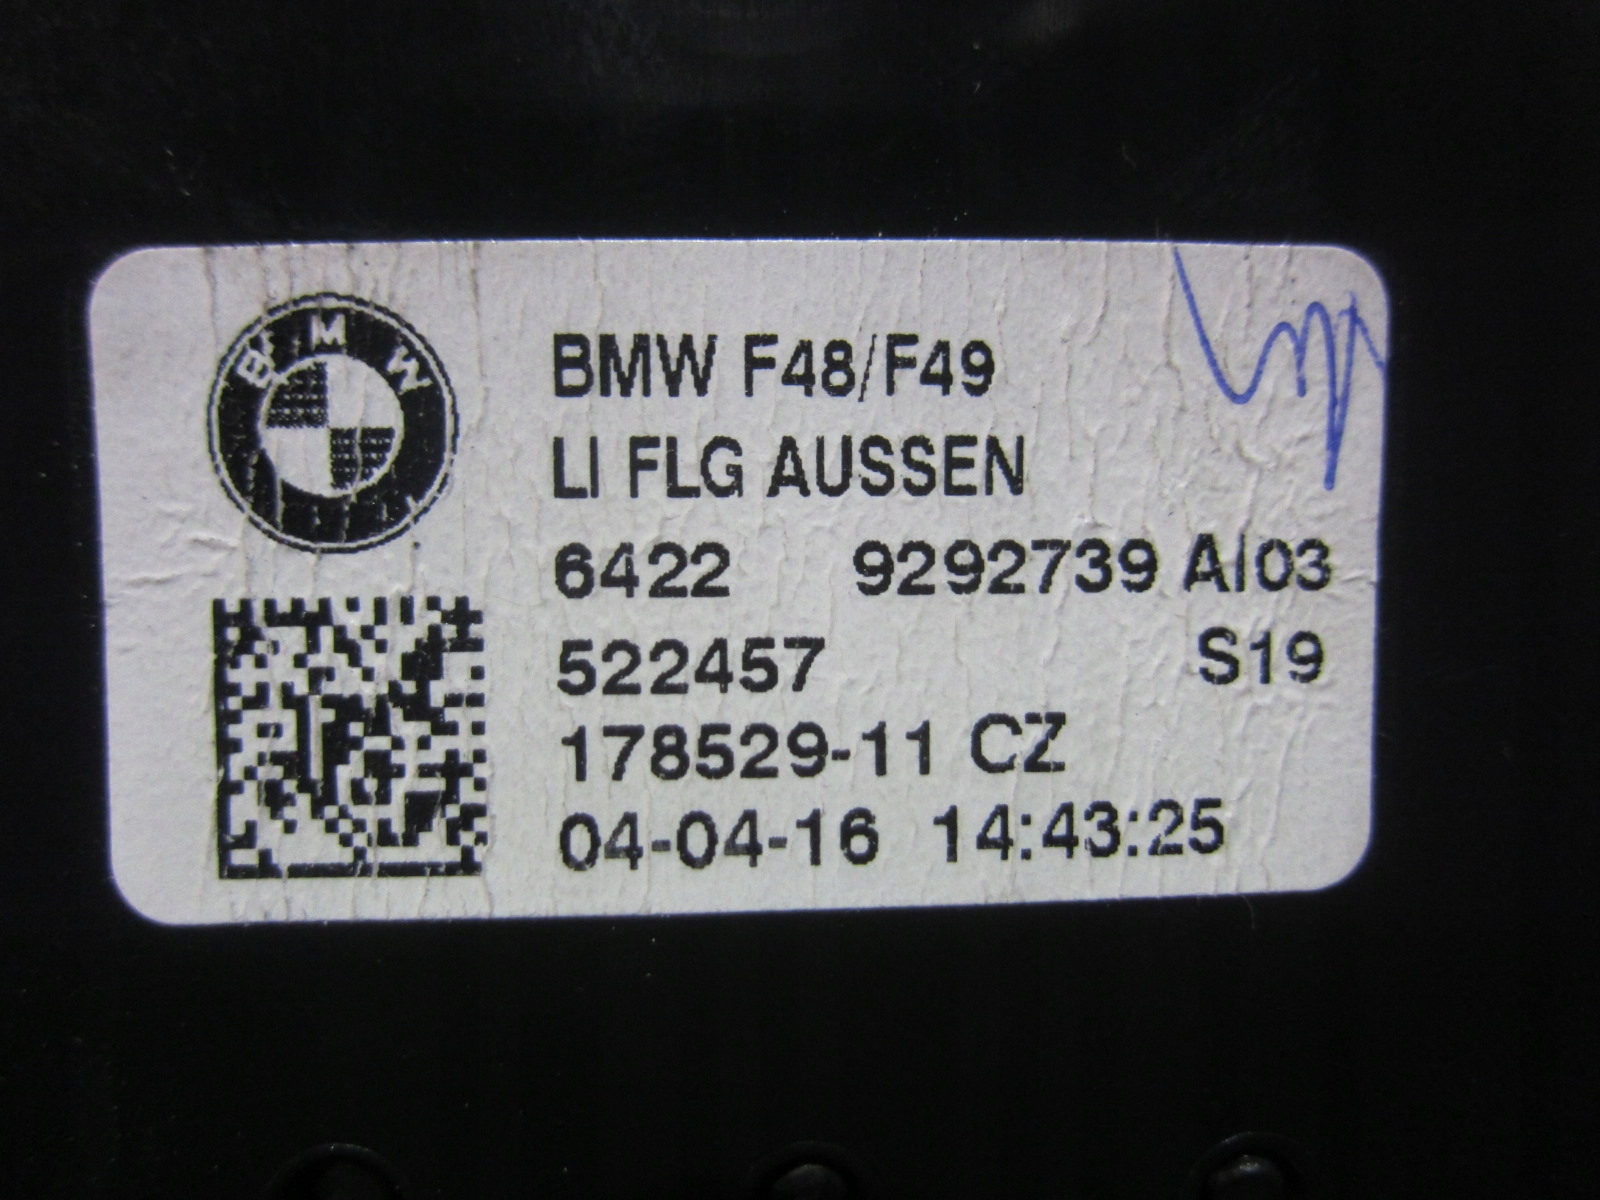 BMW
BMW F48/F49
LI FLG AUSSEN
6422 9292739 A/03
522457 S19
178529-11 CZ
04-04-16 14:43:25